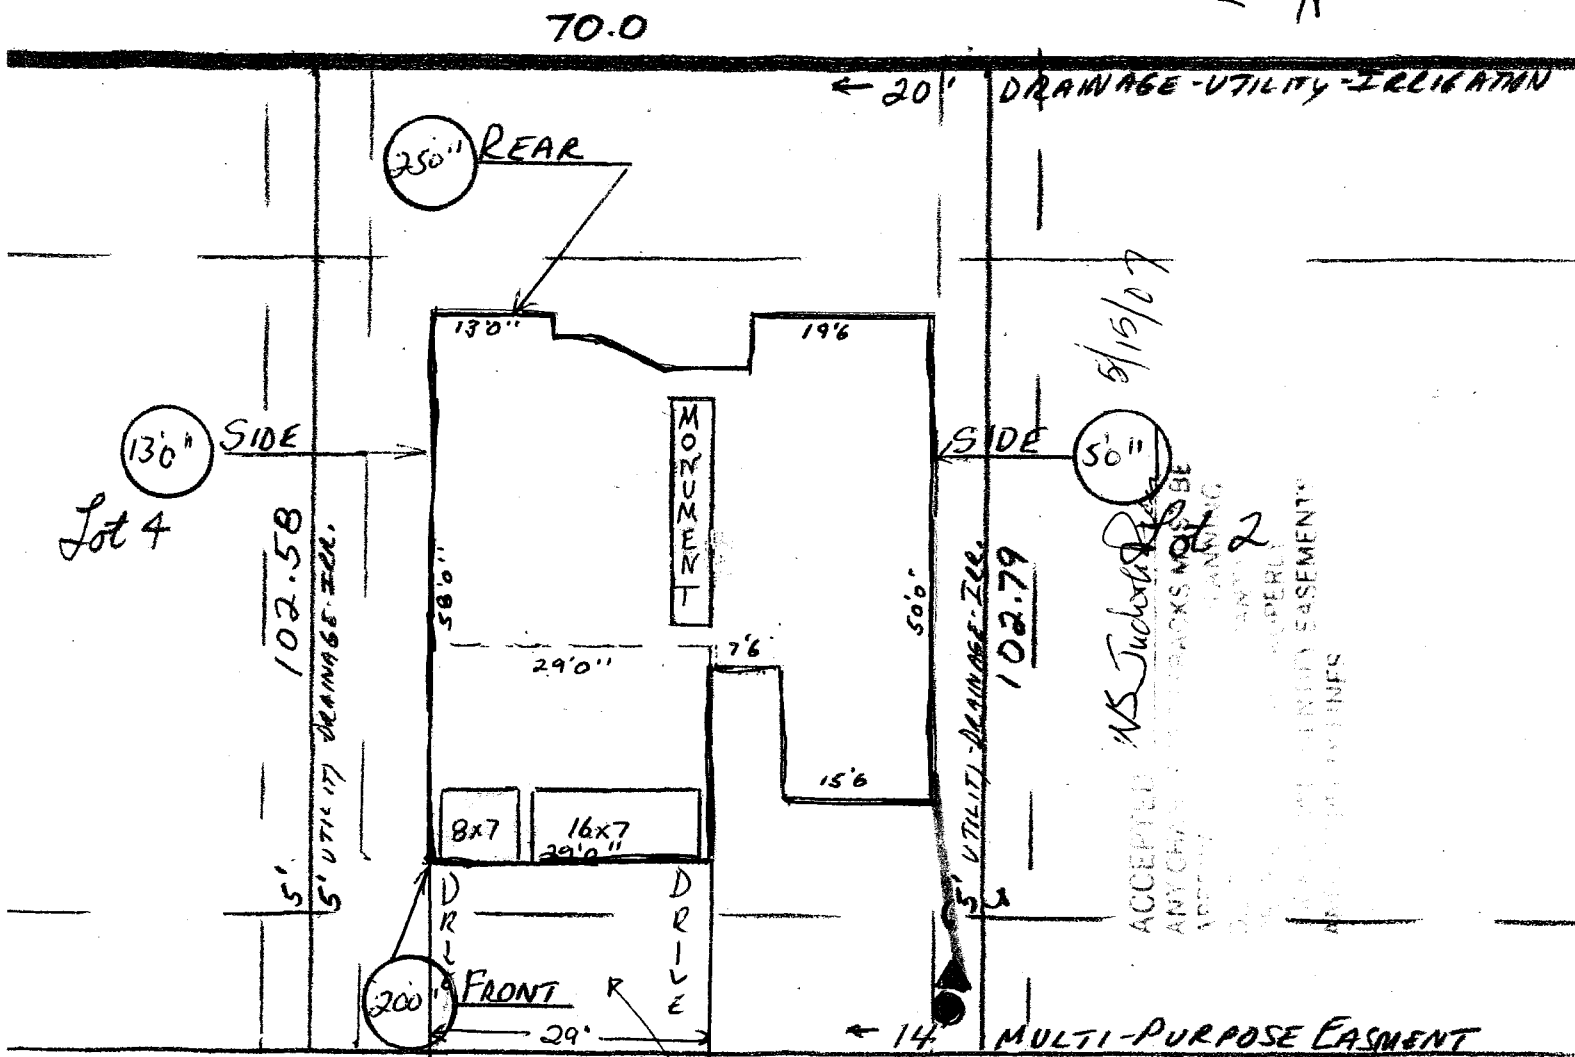 70.0
← 20' DRAINAGE-UTILITY-IRRIGATION
25'0" REAR
13'0"
19'6
5/15/07
13'0" SIDE
SIDE 5'0"
Lot 4
Lot 2
MONUMENT
102.58
5' UTILITY DRAINAGE-IRR.
58'0"
50'0"
5' UTILITY-DRAINAGE-IRR.
102.79
7'6
29'0"
15'6
8x7
16x7
29'0"
5'
DRIVE
DRIVE
20'0" FRONT
29'
← 14' MULTI-PURPOSE EASMENT
ACCEPTED
BE
EASEMENTS